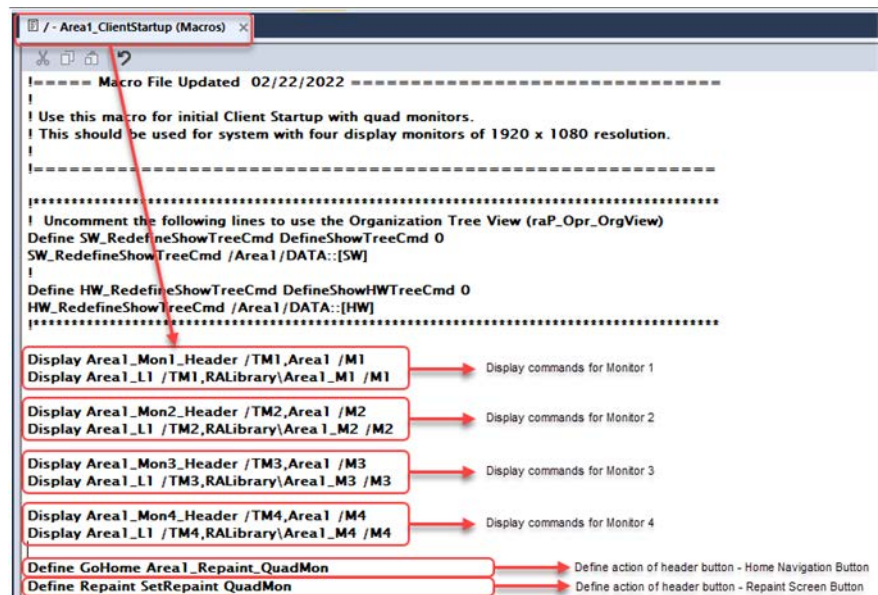 / - Area1_ClientStartup (Macros) ×
!===== Macro File Updated 02/22/2022 ==============================
!
! Use this macro for initial Client Startup with quad monitors.
! This should be used for system with four display monitors of 1920 x 1080 resolution.
!
!========================================================
!******************************************************************************************
! Uncomment the following lines to use the Organization Tree View (raP_Opr_OrgView)
Define SW_RedefineShowTreeCmd DefineShowTreeCmd 0
SW_RedefineShowTreeCmd /Area1/DATA::[SW]
!
Define HW_RedefineShowTreeCmd DefineShowHWTreeCmd 0
HW_RedefineShowTreeCmd /Area1/DATA::[HW]
!******************************************************************************************
Display Area1_Mon1_Header /TM1,Area1 /M1
Display Area1_L1 /TM1,RALibrary\Area1_M1 /M1
Display commands for Monitor 1
Display Area1_Mon2_Header /TM2,Area1 /M2
Display Area1_L1 /TM2,RALibrary\Area1_M2 /M2
Display commands for Monitor 2
Display Area1_Mon3_Header /TM3,Area1 /M3
Display Area1_L1 /TM3,RALibrary\Area1_M3 /M3
Display commands for Monitor 3
Display Area1_Mon4_Header /TM4,Area1 /M4
Display Area1_L1 /TM4,RALibrary\Area1_M4 /M4
Display commands for Monitor 4
Define GoHome Area1_Repaint_QuadMon
Define action of header button - Home Navigation Button
Define Repaint SetRepaint QuadMon
Define action of header button - Repaint Screen Button